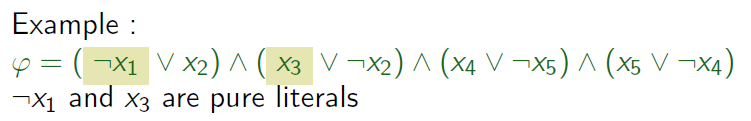 Example :
φ = ( ¬x₁ ∨ x₂) ∧ ( x₃ ∨ ¬x₂) ∧ (x₄ ∨ ¬x₅) ∧ (x₅ ∨ ¬x₄)
¬x₁ and x₃ are pure literals